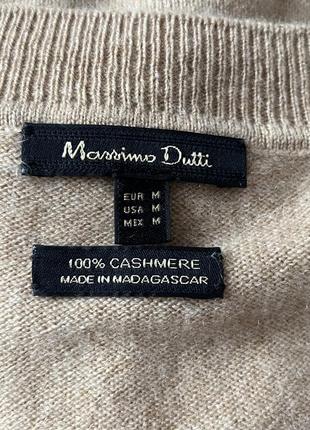 Massimo Dutti
EUR M
USA M
MEX M
100% CASHMERE
MADE IN MADAGASCAR